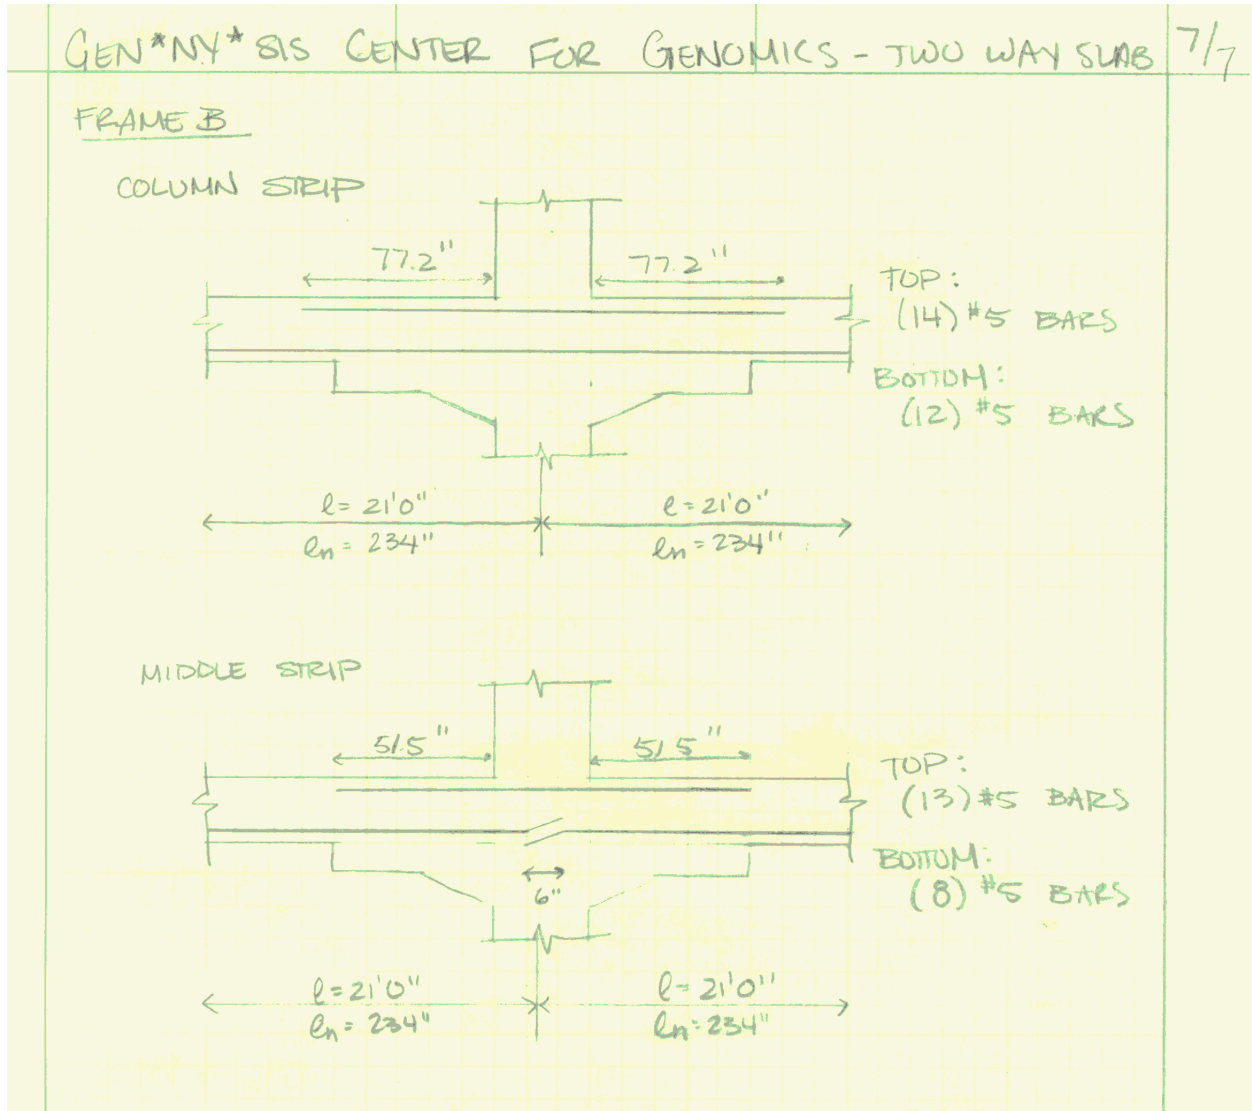 GEN*NY*SIS CENTER FOR GENOMICS - TWO WAY SLAB 7/7
FRAME B
COLUMN STRIP
77.2" 77.2"
TOP:
(14) #5 BARS
BOTTOM:
(12) #5 BARS
l = 21'0" l = 21'0"
ln = 234" ln = 234"
MIDDLE STRIP
51.5" 51.5"
TOP:
(13) #5 BARS
BOTTOM:
(8) #5 BARS
6"
l = 21'0" l = 21'0"
ln = 234" ln = 234"